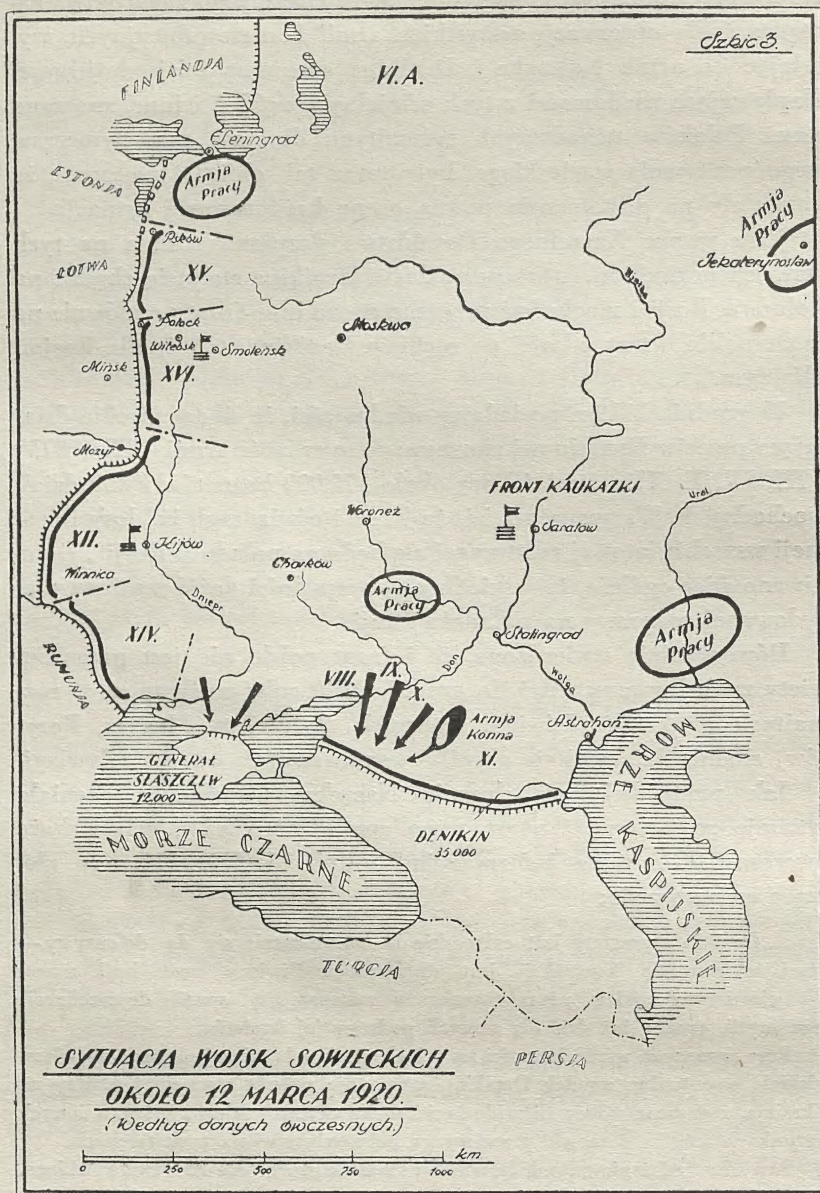 Szkic 3.
FINLANDJA
VI. A.
Leningrad
Armja
Pracy
ESTONJA
Psków
ŁOTWA
XV.
Armja
Pracy
Jekaterynosław
Wiatka
Połock
Witebsk
Smoleńsk
Moskwa
Mińsk
XVI.
Mozyr
FRONT KAUKAZKI
Ural
Woroneż
Saratów
XII.
Kijów
Charków
Winnica
Armja
Pracy
Dniepr
XIV.
Armja
Pracy
Stalingrad
Don
RUMUNJA
Wołga
VIII.
IX.
X.
Armja
Konna
XI.
Astrahań
GENERAŁ
SŁASZCZEW
12.000
DENIKIN
35 000
MORZE CZARNE
MORZE KASPIJSKIE
TURCJA
PERSJA
SYTUACJA WOJSK SOWIECKICH
OKOŁO 12 MARCA 1920.
(Według danych ówczesnych.)
km
0 250 500 750 1000